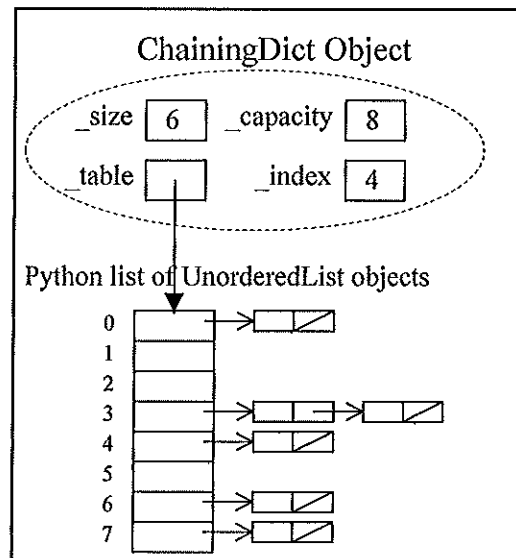 ChainingDict Object
_size 6 _capacity 8
_table _index 4
Python list of UnorderedList objects
0
1
2
3
4
5
6
7